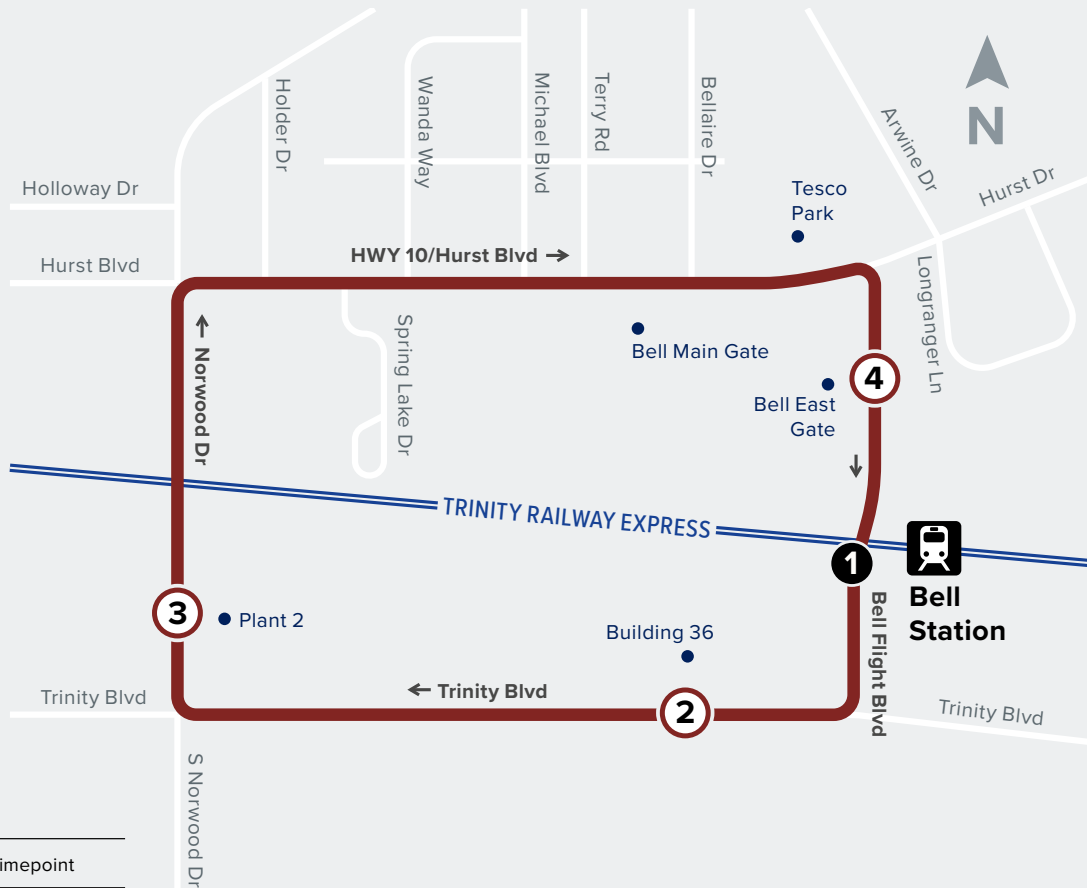 N
Holder Dr
Wanda Way
Michael Blvd
Terry Rd
Bellaire Dr
Arwine Dr
Hurst Dr
Holloway Dr
Tesco
Park
HWY 10/Hurst Blvd →
Hurst Blvd
Longranger Ln
↑ Norwood Dr
Spring Lake Dr
Bell Main Gate
4
Bell East
Gate
↓
TRINITY RAILWAY EXPRESS
1
Bell
Station
Bell Flight Blvd
3
Plant 2
Building 36
← Trinity Blvd
Trinity Blvd
2
Trinity Blvd
S Norwood Dr
imepoint